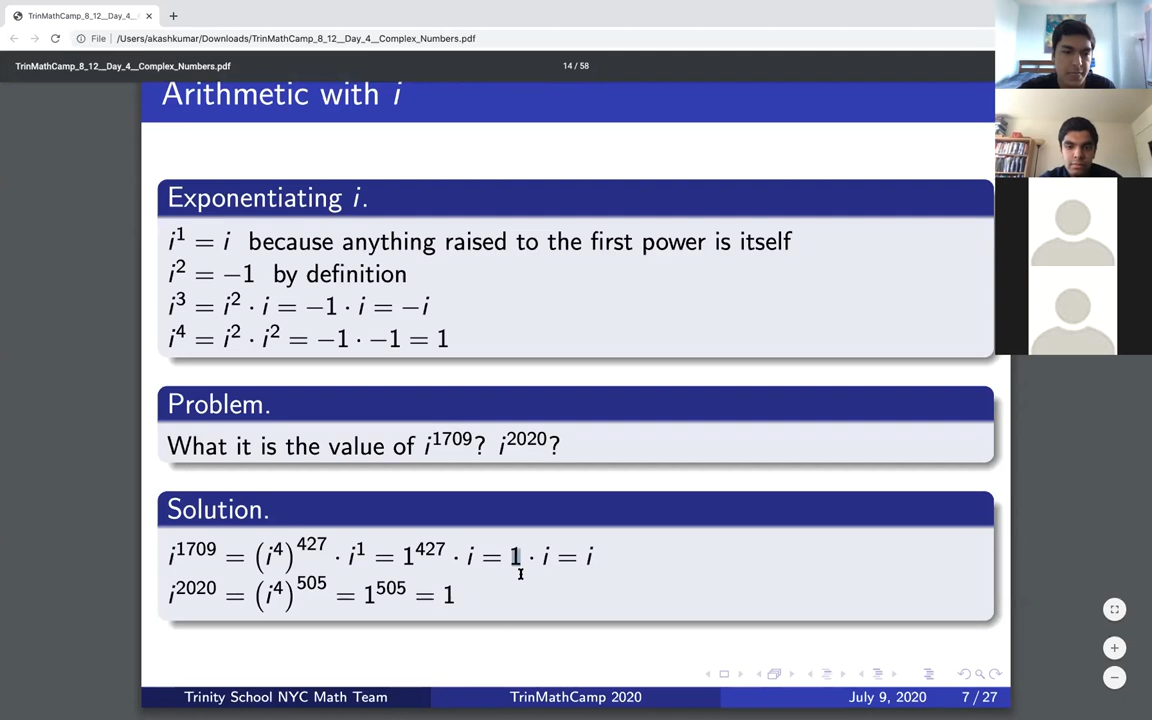 TrinMathCamp_8_12__Day_4__
File /Users/akashkumar/Downloads/TrinMathCamp_8_12__Day_4__Complex_Numbers.pdf
TrinMathCamp_8_12__Day_4__Complex_Numbers.pdf 14 / 58
Arithmetic with i
Exponentiating i.
i¹ = i because anything raised to the first power is itself
i² = −1 by definition
i³ = i² · i = −1 · i = −i
i⁴ = i² · i² = −1 · −1 = 1
Problem.
What it is the value of i¹⁷⁰⁹? i²⁰²⁰?
Solution.
i¹⁷⁰⁹ = (i⁴)⁴²⁷ · i¹ = 1⁴²⁷ · i = 1 · i = i
i²⁰²⁰ = (i⁴)⁵⁰⁵ = 1⁵⁰⁵ = 1
Trinity School NYC Math Team TrinMathCamp 2020 July 9, 2020 7 / 27